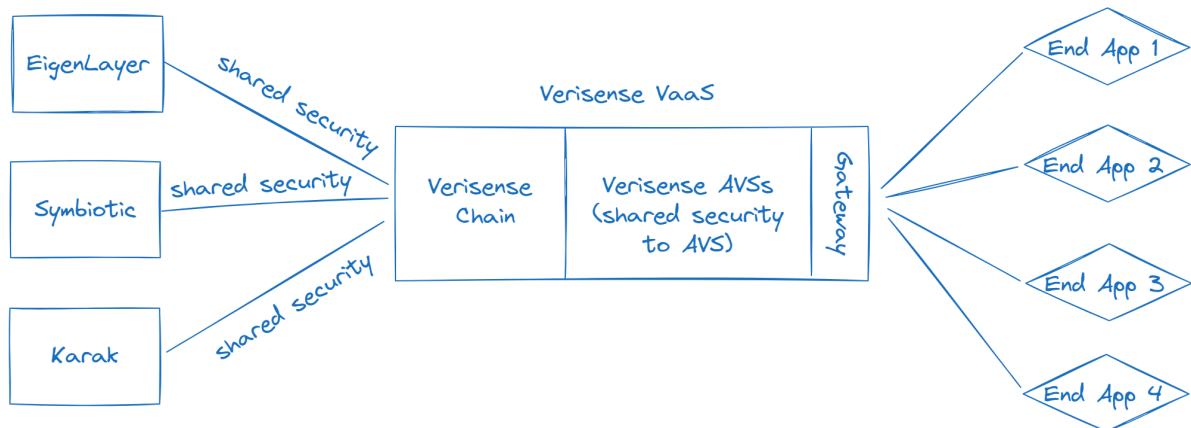 EigenLayer
Symbiotic
Karak
shared security
shared security
shared security
Verisense VaaS
Verisense
Chain
Verisense AVSs
(shared security
to AVS)
Gateway
End App 1
End App 2
End App 3
End App 4